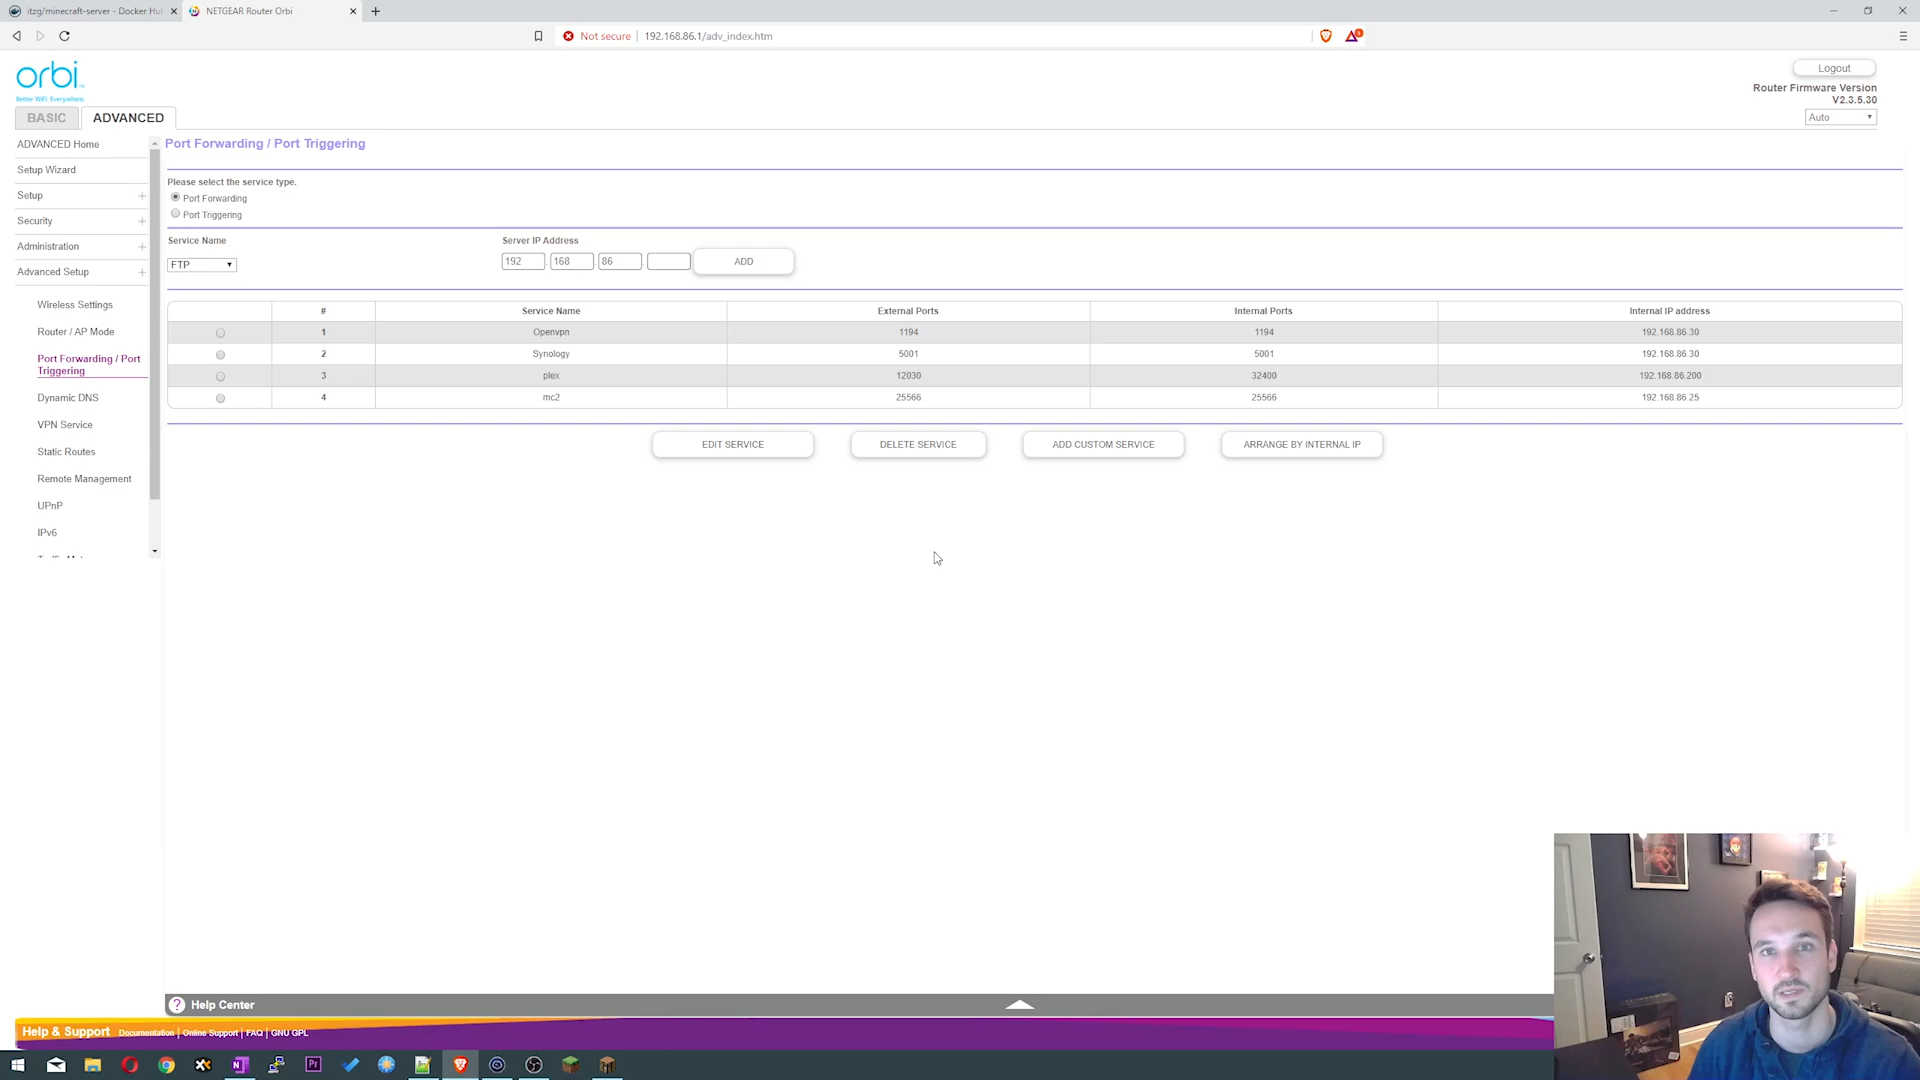 itzg/minecraft-server - Docker Hu
NETGEAR Router Orbi
Not secure
192.168.86.1/adv_index.htm
orbi
Better WiFi. Everywhere.
Logout
Router Firmware Version
V2.3.5.30
Auto
BASIC
ADVANCED
ADVANCED Home
Setup Wizard
Setup
Security
Administration
Advanced Setup
Wireless Settings
Router / AP Mode
Port Forwarding / Port
Triggering
Dynamic DNS
VPN Service
Static Routes
Remote Management
UPnP
IPv6
Port Forwarding / Port Triggering
Please select the service type.
Port Forwarding
Port Triggering
Service Name
Server IP Address
FTP
192 . 168 . 86 .
ADD
# Service Name External Ports Internal Ports Internal IP address
1 Openvpn 1194 1194 192.168.86.30
2 Synology 5001 5001 192.168.86.30
3 plex 12030 32400 192.168.86.200
4 mc2 25566 25566 192.168.86.25
EDIT SERVICE
DELETE SERVICE
ADD CUSTOM SERVICE
ARRANGE BY INTERNAL IP
? Help Center
Help & Support Documentation | Online Support | FAQ | GNU GPL